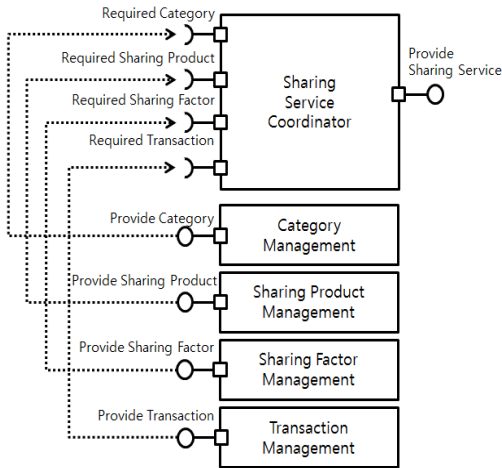 Required Category
Required Sharing Product
Required Sharing Factor
Required Transaction
Sharing
Service
Coordinator
Provide
Sharing Service
Provide Category
Category
Management
Provide Sharing Product
Sharing Product
Management
Provide Sharing Factor
Sharing Factor
Management
Provide Transaction
Transaction
Management